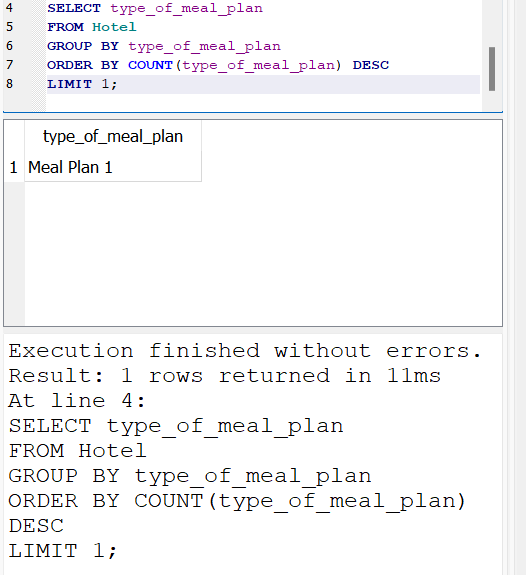 4 SELECT type_of_meal_plan
5 FROM Hotel
6 GROUP BY type_of_meal_plan
7 ORDER BY COUNT(type_of_meal_plan) DESC
8 LIMIT 1;
type_of_meal_plan
1 Meal Plan 1
Execution finished without errors.
Result: 1 rows returned in 11ms
At line 4:
SELECT type_of_meal_plan
FROM Hotel
GROUP BY type_of_meal_plan
ORDER BY COUNT(type_of_meal_plan)
DESC
LIMIT 1;